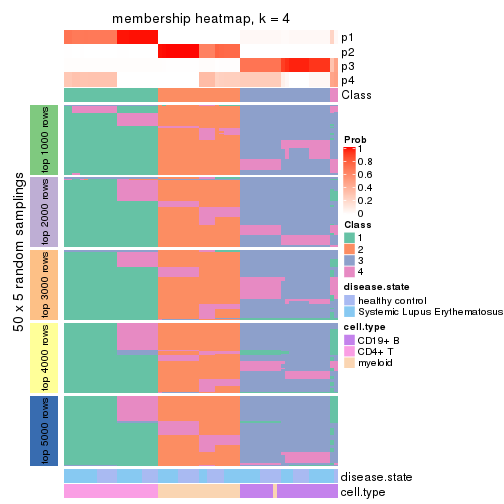 membership heatmap, k = 4
p1
p2
p3
p4
Class
50 x 5 random samplings
top 1000 rows
top 2000 rows
top 3000 rows
top 4000 rows
top 5000 rows
Prob
1
0.8
0.6
0.4
0.2
0
Class
1
2
3
4
disease.state
healthy control
Systemic Lupus Erythematosus
cell.type
CD19+ B
CD4+ T
myeloid
disease.state
cell.type